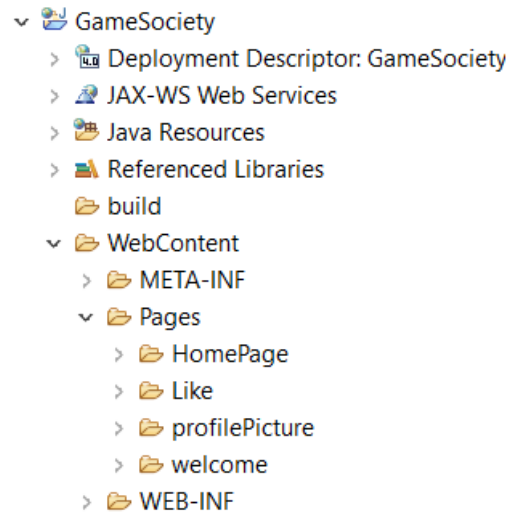 GameSociety
Deployment Descriptor: GameSociety
JAX-WS Web Services
Java Resources
Referenced Libraries
build
WebContent
META-INF
Pages
HomePage
Like
profilePicture
welcome
WEB-INF